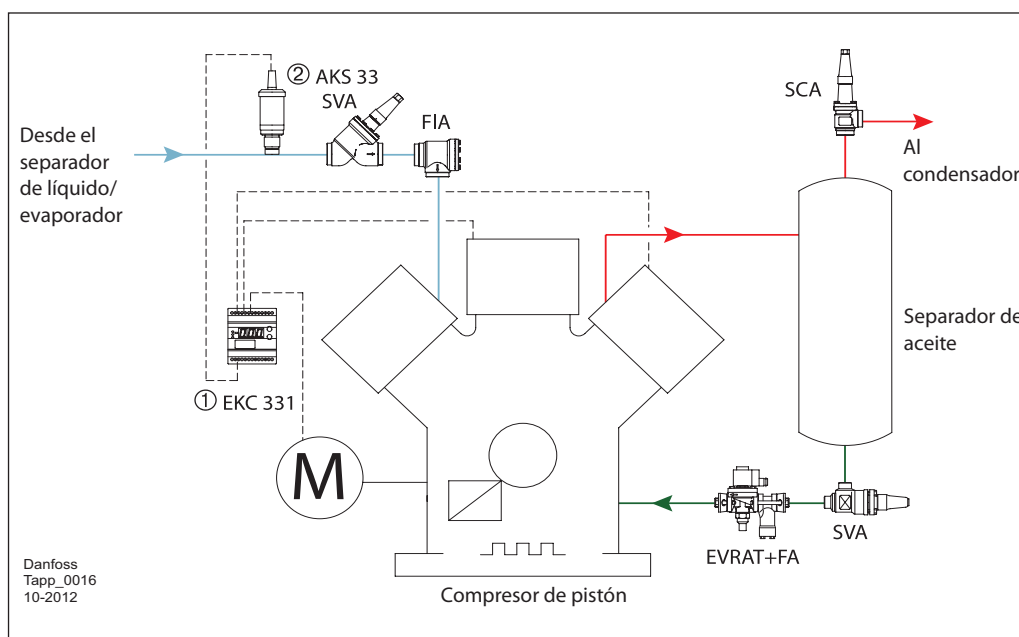 ② AKS 33
SVA
FIA
SCA
Desde el
separador
de líquido/
evaporador
Al
condensador
① EKC 331
M
Separador de
aceite
EVRAT+FA
SVA
Compresor de pistón
Danfoss
Tapp_0016
10-2012